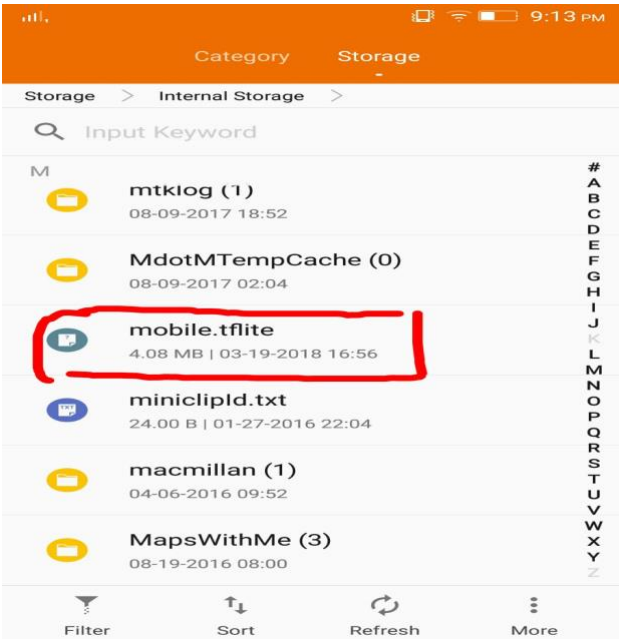 9:13 PM
Category Storage
Storage > Internal Storage >
Input Keyword
M
mtklog (1)
08-09-2017 18:52
MdotMTempCache (0)
08-09-2017 02:04
mobile.tflite
4.08 MB | 03-19-2018 16:56
TXT
miniclipId.txt
24.00 B | 01-27-2016 22:04
macmillan (1)
04-06-2016 09:52
MapsWithMe (3)
08-19-2016 08:00
#
A
B
C
D
E
F
G
H
I
J
K
L
M
N
O
P
Q
R
S
T
U
V
W
X
Y
Z
Filter Sort Refresh More